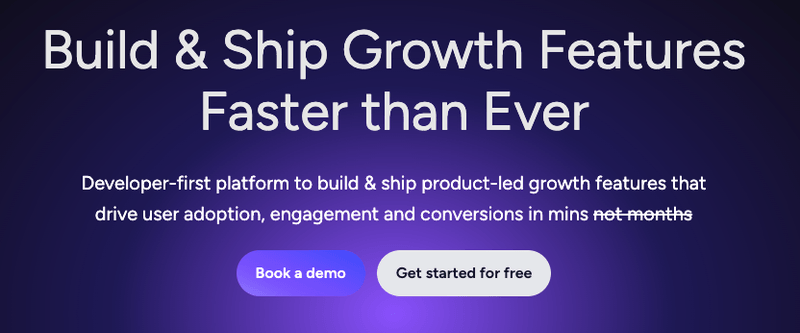 Build & Ship Growth Features
Faster than Ever
Developer-first platform to build & ship product-led growth features that
drive user adoption, engagement and conversions in mins not months
Book a demo
Get started for free